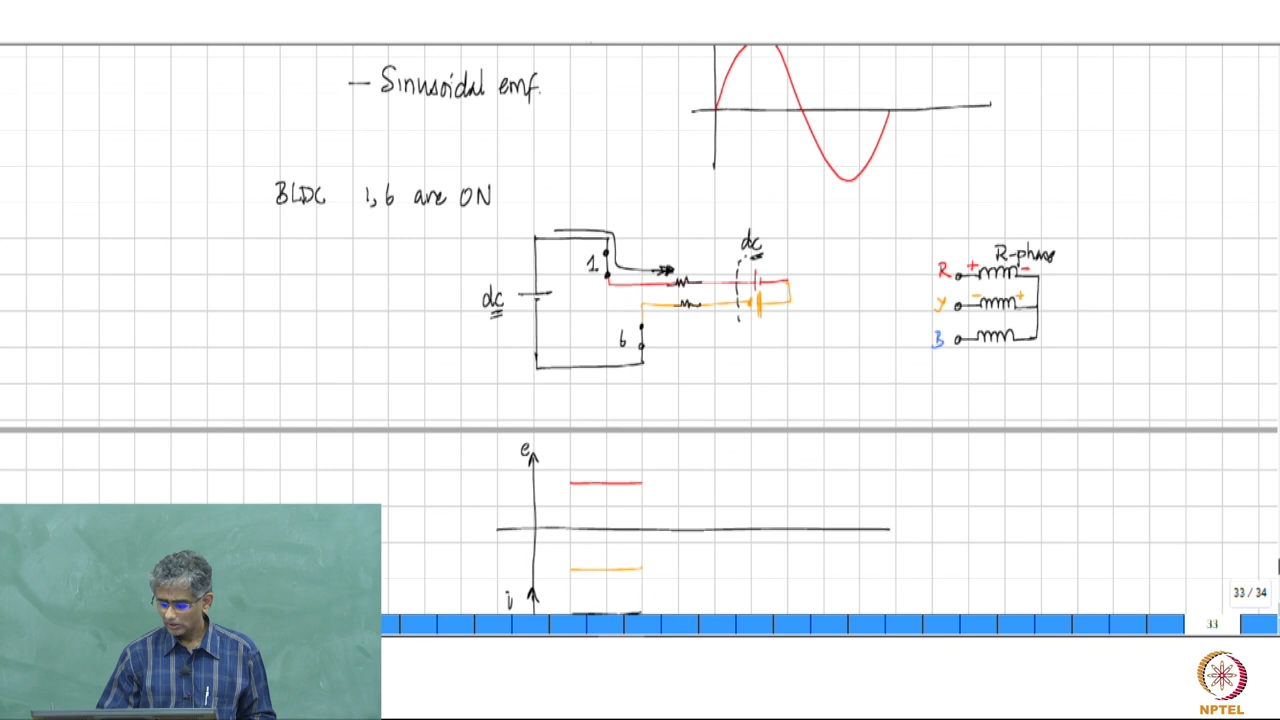 - Sinusoidal emf.
BLDC 1,6 are ON
dc
R-phase
1
R + -
dc
Y - +
6
B
e
i
33 / 34
33
NPTEL